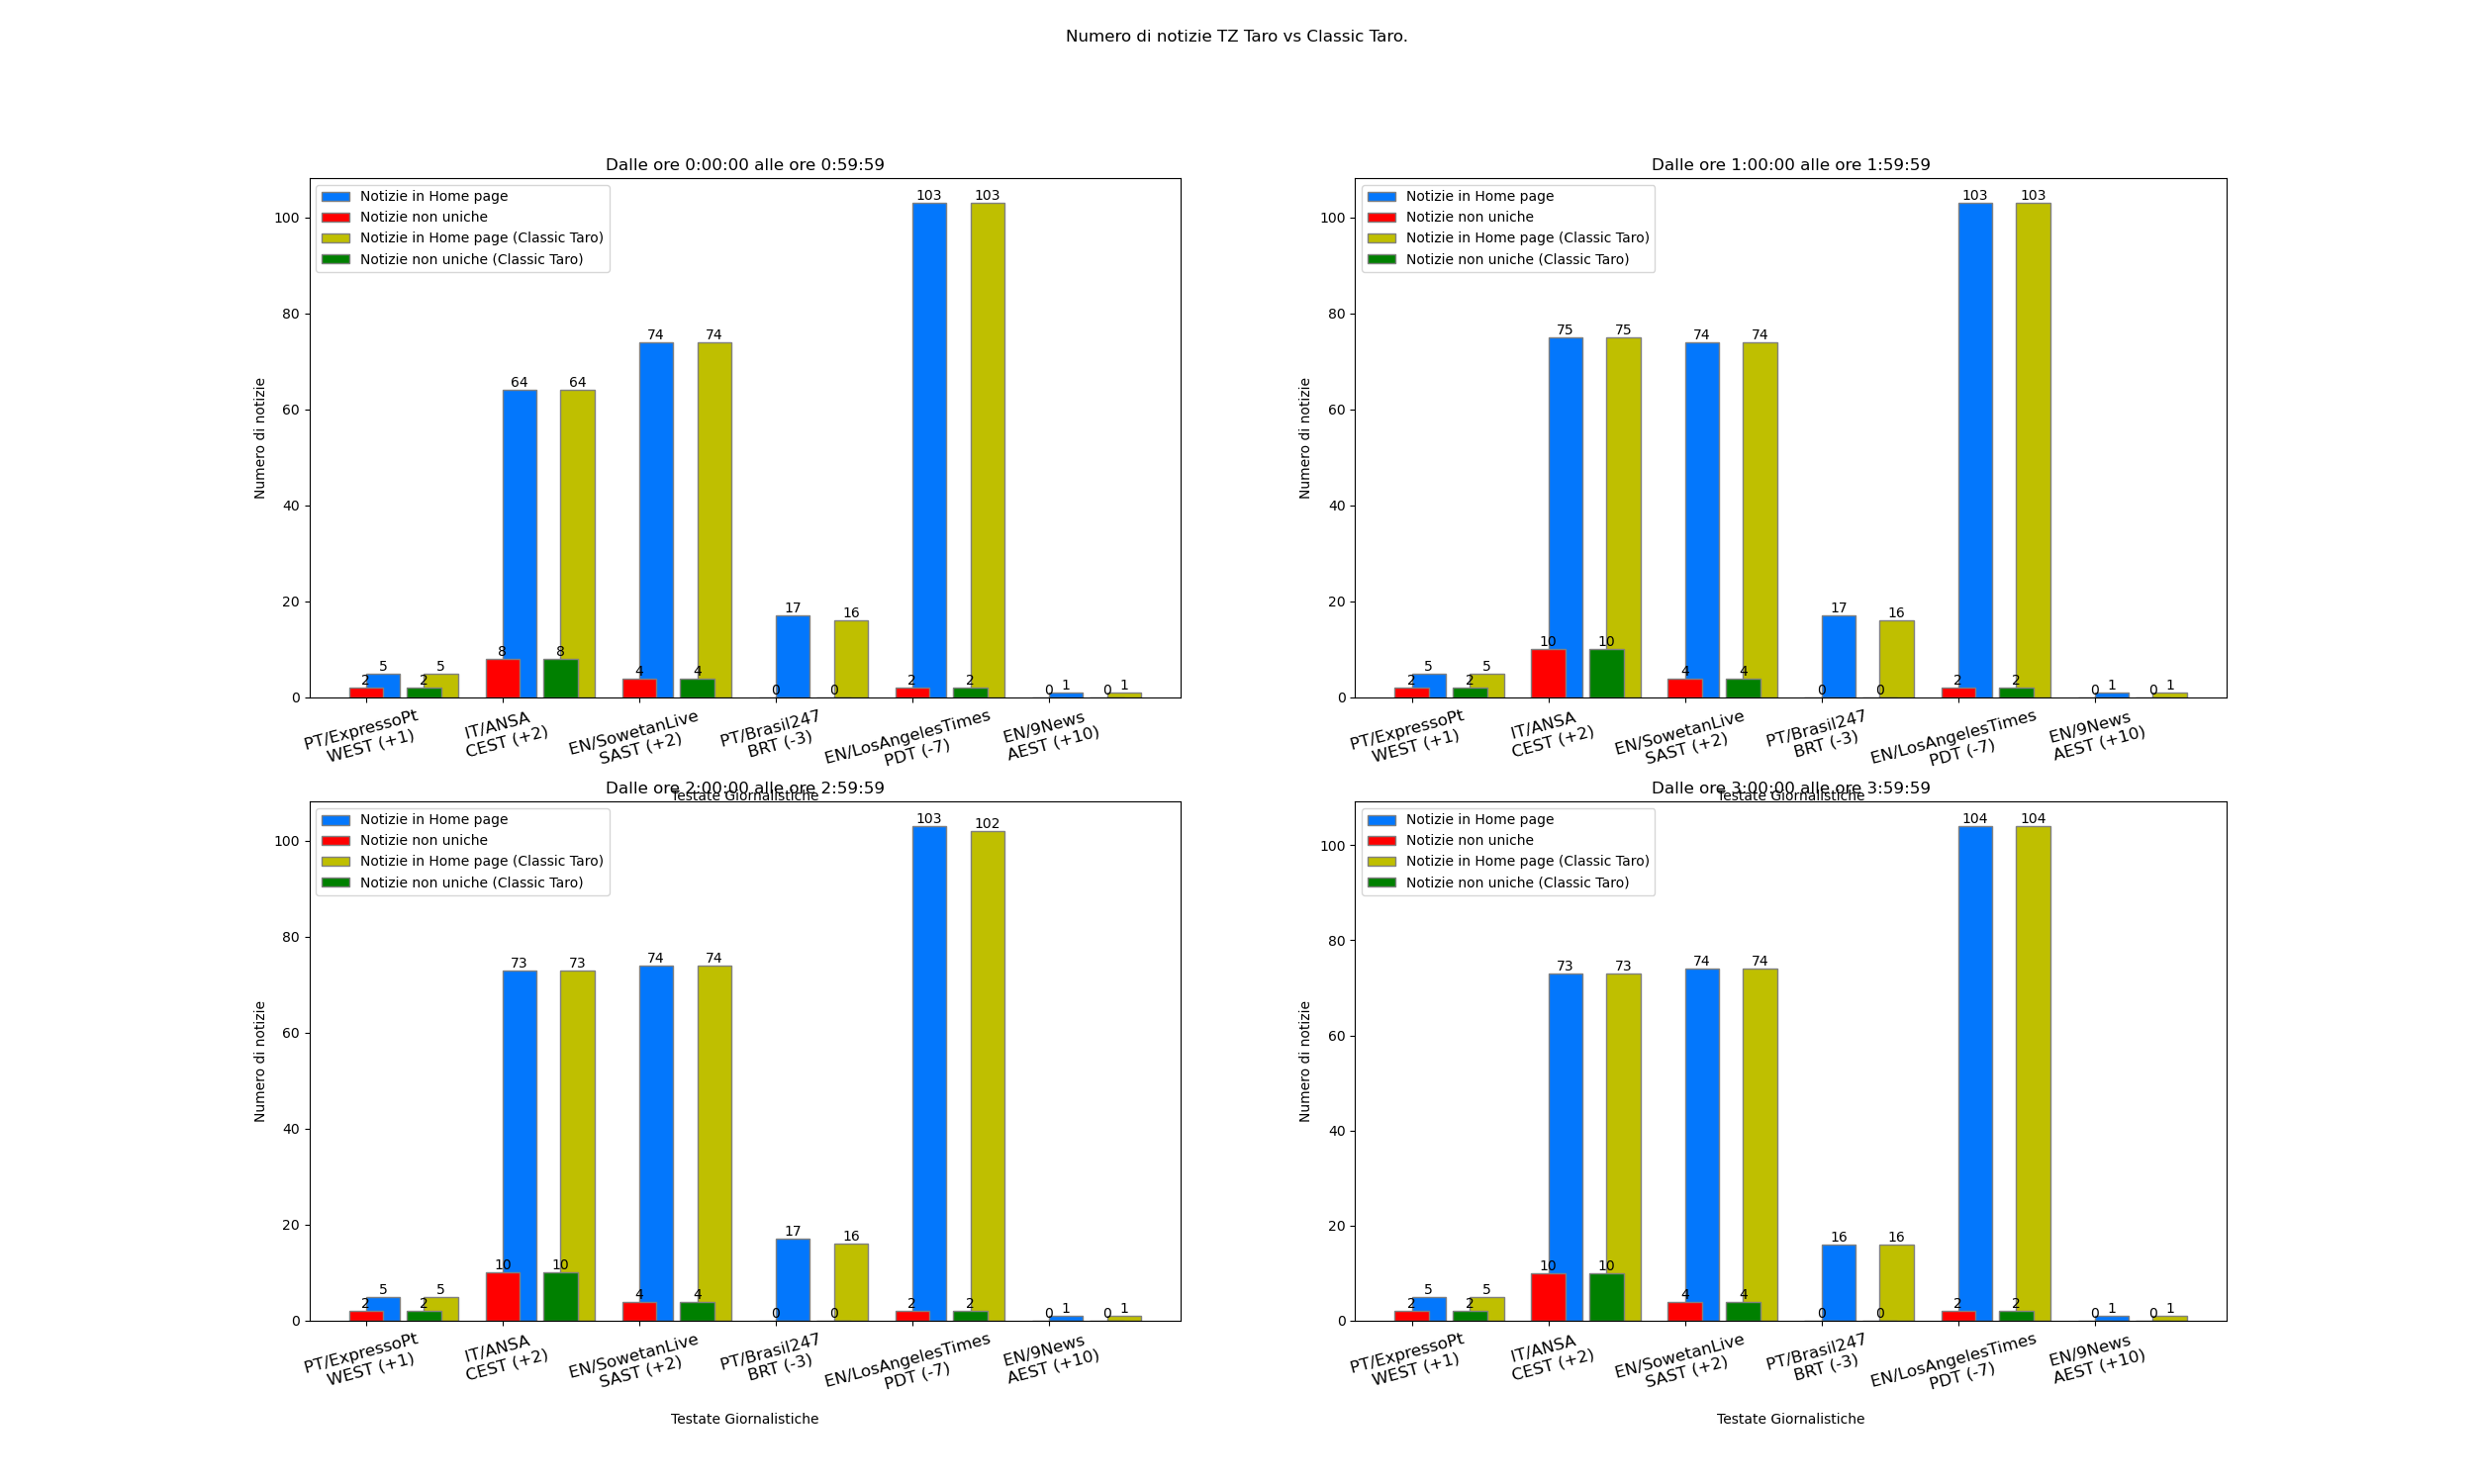 Numero di notizie TZ Taro vs Classic Taro.
Dalle ore 0:00:00 alle ore 0:59:59
Notizie in Home page
Notizie non uniche
Notizie in Home page (Classic Taro)
Notizie non uniche (Classic Taro)
Numero di notizie
100
80
60
40
20
0
5
5
2
2
64
64
8
8
74
74
4
4
17
16
0
0
103
103
2
2
1
1
0
0
PT/ExpressoPt
WEST (+1)
IT/ANSA
CEST (+2)
EN/SowetanLive
SAST (+2)
PT/Brasil247
BRT (-3)
EN/LosAngelesTimes
PDT (-7)
EN/9News
AEST (+10)
Testate Giornalistiche
Dalle ore 1:00:00 alle ore 1:59:59
Notizie in Home page
Notizie non uniche
Notizie in Home page (Classic Taro)
Notizie non uniche (Classic Taro)
Numero di notizie
100
80
60
40
20
0
5
5
2
2
75
75
10
10
74
74
4
4
17
16
0
0
103
103
2
2
1
1
0
0
PT/ExpressoPt
WEST (+1)
IT/ANSA
CEST (+2)
EN/SowetanLive
SAST (+2)
PT/Brasil247
BRT (-3)
EN/LosAngelesTimes
PDT (-7)
EN/9News
AEST (+10)
Testate Giornalistiche
Dalle ore 2:00:00 alle ore 2:59:59
Notizie in Home page
Notizie non uniche
Notizie in Home page (Classic Taro)
Notizie non uniche (Classic Taro)
Numero di notizie
100
80
60
40
20
0
5
5
2
2
73
73
10
10
74
74
4
4
17
16
0
0
103
102
2
2
1
1
0
0
PT/ExpressoPt
WEST (+1)
IT/ANSA
CEST (+2)
EN/SowetanLive
SAST (+2)
PT/Brasil247
BRT (-3)
EN/LosAngelesTimes
PDT (-7)
EN/9News
AEST (+10)
Testate Giornalistiche
Dalle ore 3:00:00 alle ore 3:59:59
Notizie in Home page
Notizie non uniche
Notizie in Home page (Classic Taro)
Notizie non uniche (Classic Taro)
Numero di notizie
100
80
60
40
20
0
5
5
2
2
73
73
10
10
74
74
4
4
16
16
0
0
104
104
2
2
1
1
0
0
PT/ExpressoPt
WEST (+1)
IT/ANSA
CEST (+2)
EN/SowetanLive
SAST (+2)
PT/Brasil247
BRT (-3)
EN/LosAngelesTimes
PDT (-7)
EN/9News
AEST (+10)
Testate Giornalistiche